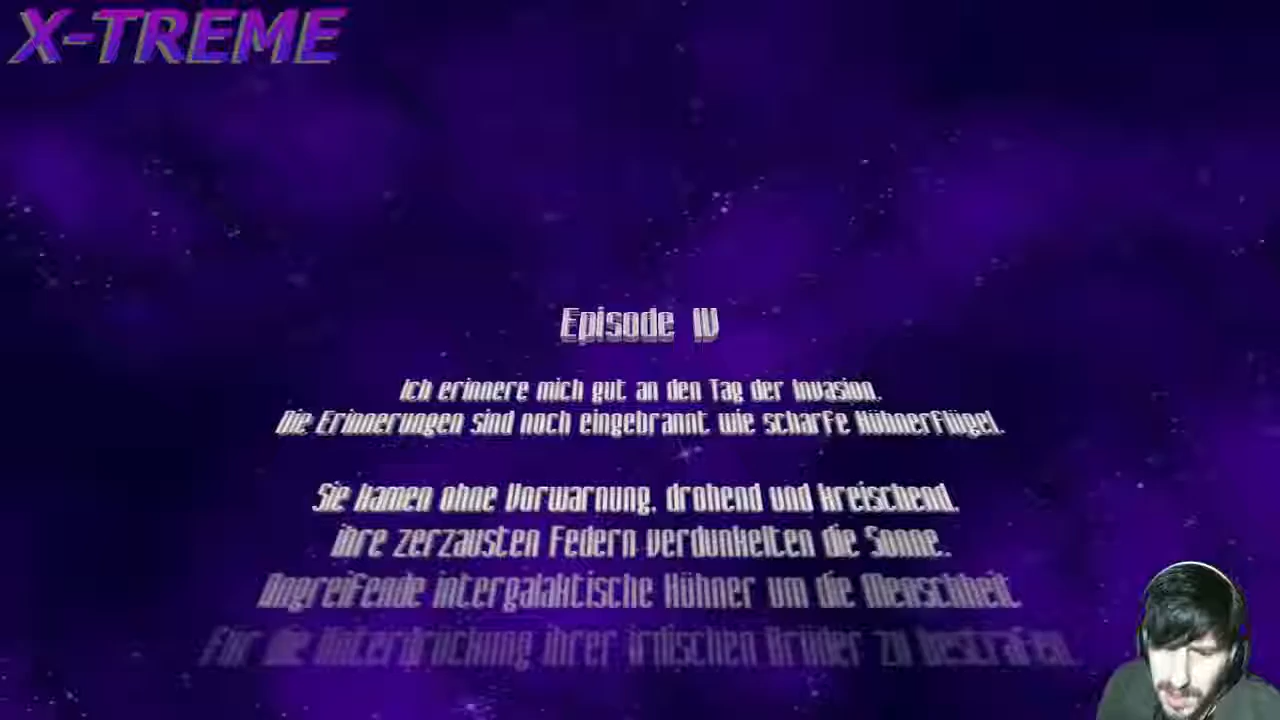 X-TREME
Episode IV
Ich erinnere mich gut an den Tag der Invasion.
Die Erinnerungen sind noch eingebrannt wie scharfe Hühnerflügel.
Sie kamen ohne Vorwarnung, drohend und kreischend,
ihre zerzausten Federn verdunkelten die Sonne.
Angreifende intergalaktische Hühner um die Menschheit
Für die Unterdrückung ihrer irdischen Brüder zu bestrafen.